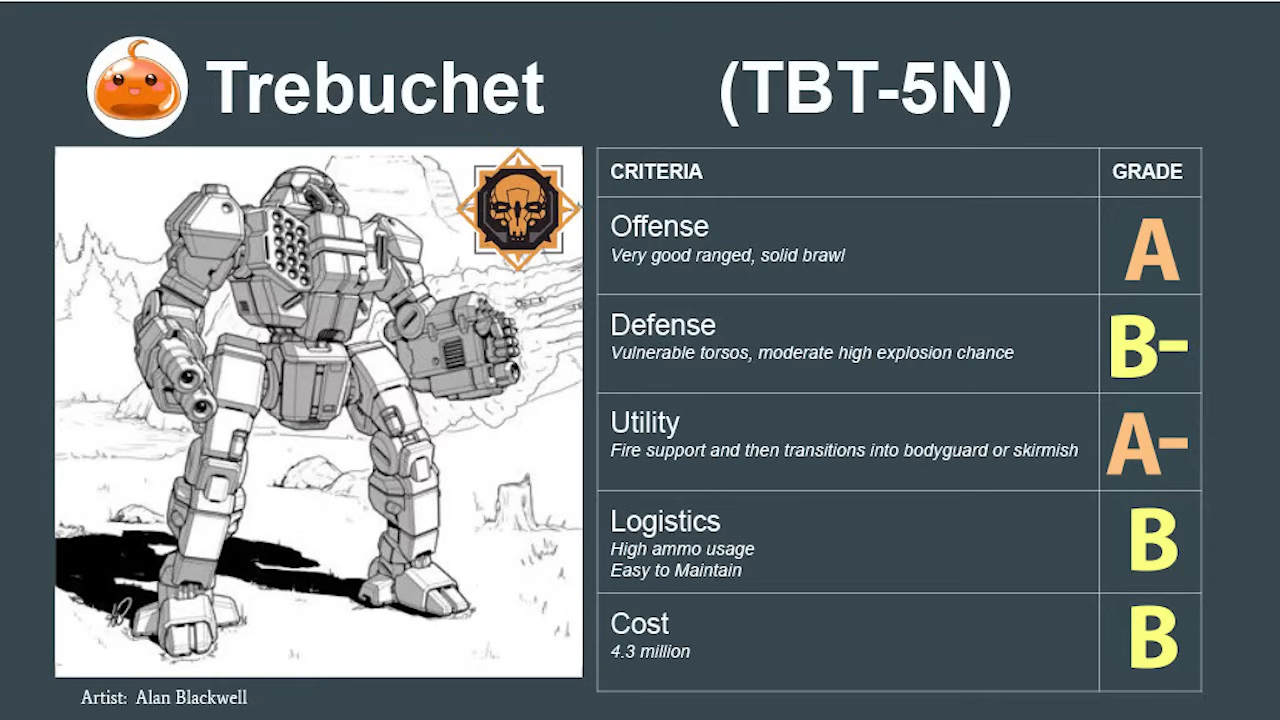 Trebuchet (TBT-5N)
CRITERIA GRADE
Offense
Very good ranged, solid brawl
A
Defense
Vulnerable torsos, moderate high explosion chance
B-
Utility
Fire support and then transitions into bodyguard or skirmish
A-
Logistics
High ammo usage
Easy to Maintain
B
Cost
4.3 million
B
Artist: Alan Blackwell